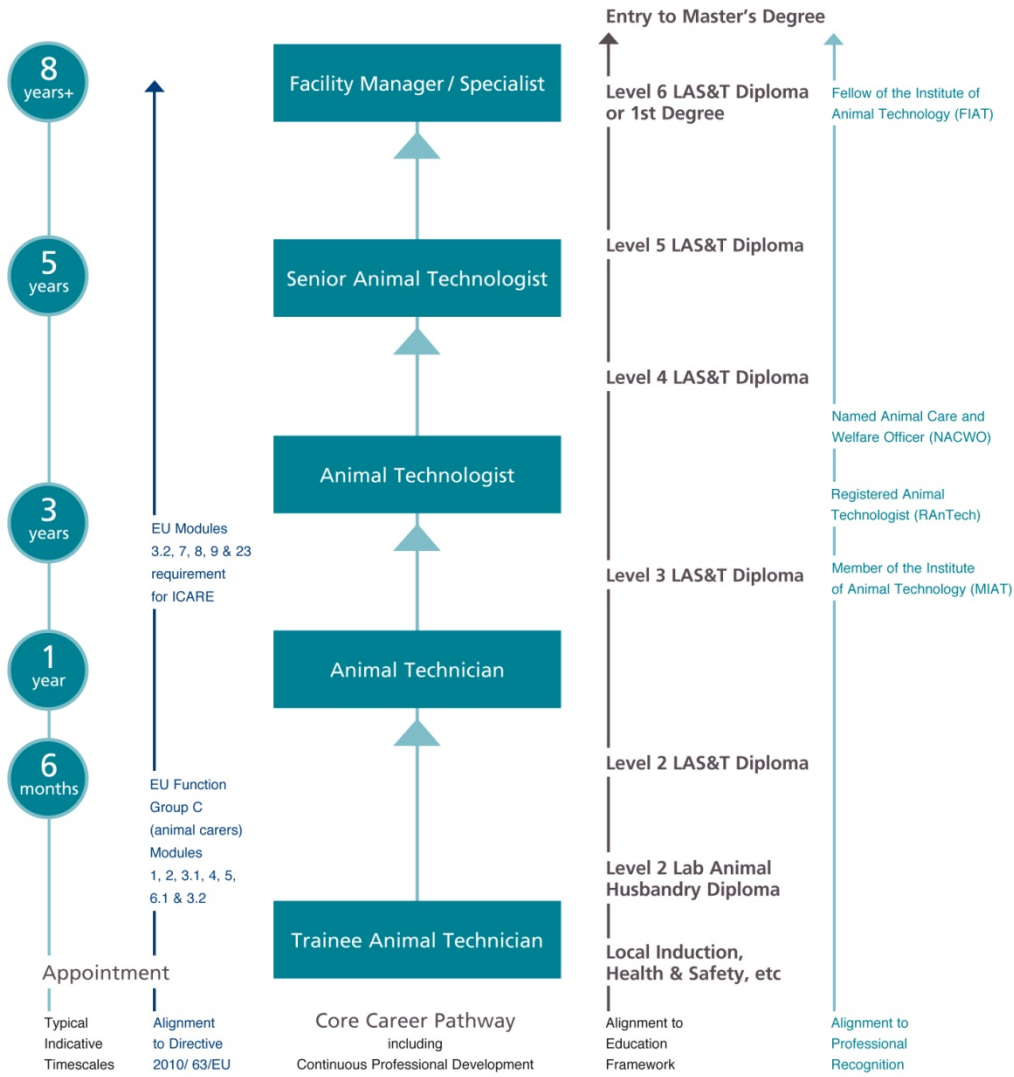 8
years+
5
years
3
years
1
year
6
months
Appointment
Typical
Indicative
Timescales
EU Modules
3.2, 7, 8, 9 & 23
requirement
for ICARE
EU Function
Group C
(animal carers)
Modules
1, 2, 3.1, 4, 5,
6.1 & 3.2
Alignment
to Directive
2010/ 63/EU
Facility Manager / Specialist
Senior Animal Technologist
Animal Technologist
Animal Technician
Trainee Animal Technician
Core Career Pathway
including
Continuous Professional Development
Entry to Master's Degree
Level 6 LAS&T Diploma
or 1st Degree
Level 5 LAS&T Diploma
Level 4 LAS&T Diploma
Level 3 LAS&T Diploma
Level 2 LAS&T Diploma
Level 2 Lab Animal
Husbandry Diploma
Local Induction,
Health & Safety, etc
Alignment to
Education
Framework
Fellow of the Institute of
Animal Technology (FIAT)
Named Animal Care and
Welfare Officer (NACWO)
Registered Animal
Technologist (RAnTech)
Member of the Institute
of Animal Technology (MIAT)
Alignment to
Professional
Recognition